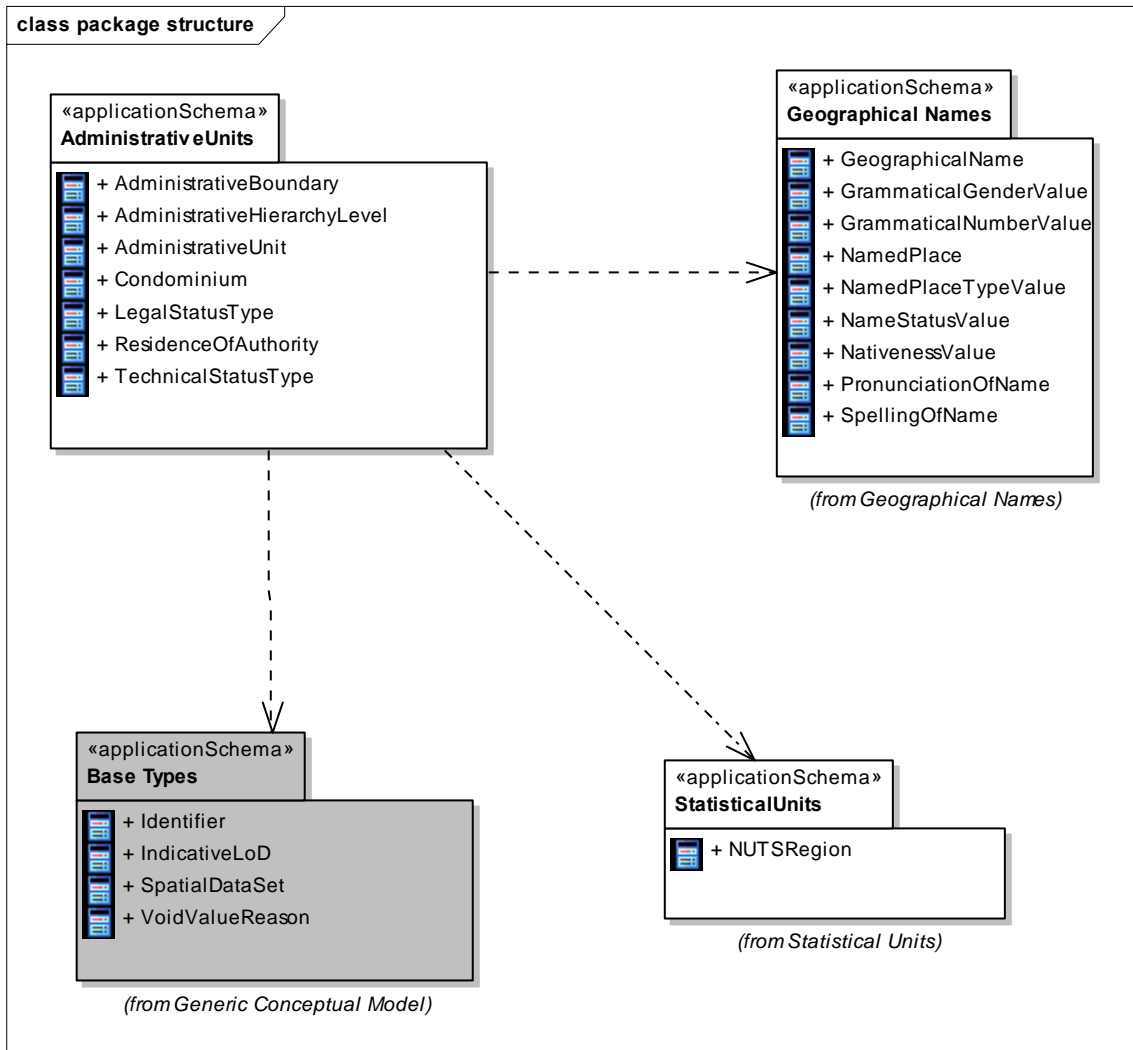 class package structure
«applicationSchema»
AdministrativeUnits
+ AdministrativeBoundary
+ AdministrativeHierarchyLevel
+ AdministrativeUnit
+ Condominium
+ LegalStatusType
+ ResidenceOfAuthority
+ TechnicalStatusType
«applicationSchema»
Geographical Names
+ GeographicalName
+ GrammaticalGenderValue
+ GrammaticalNumberValue
+ NamedPlace
+ NamedPlaceTypeValue
+ NameStatusValue
+ NativenessValue
+ PronunciationOfName
+ SpellingOfName
(from Geographical Names)
«applicationSchema»
Base Types
+ Identifier
+ IndicativeLoD
+ SpatialDataSet
+ VoidValueReason
(from Generic Conceptual Model)
«applicationSchema»
StatisticalUnits
+ NUTSRegion
(from Statistical Units)